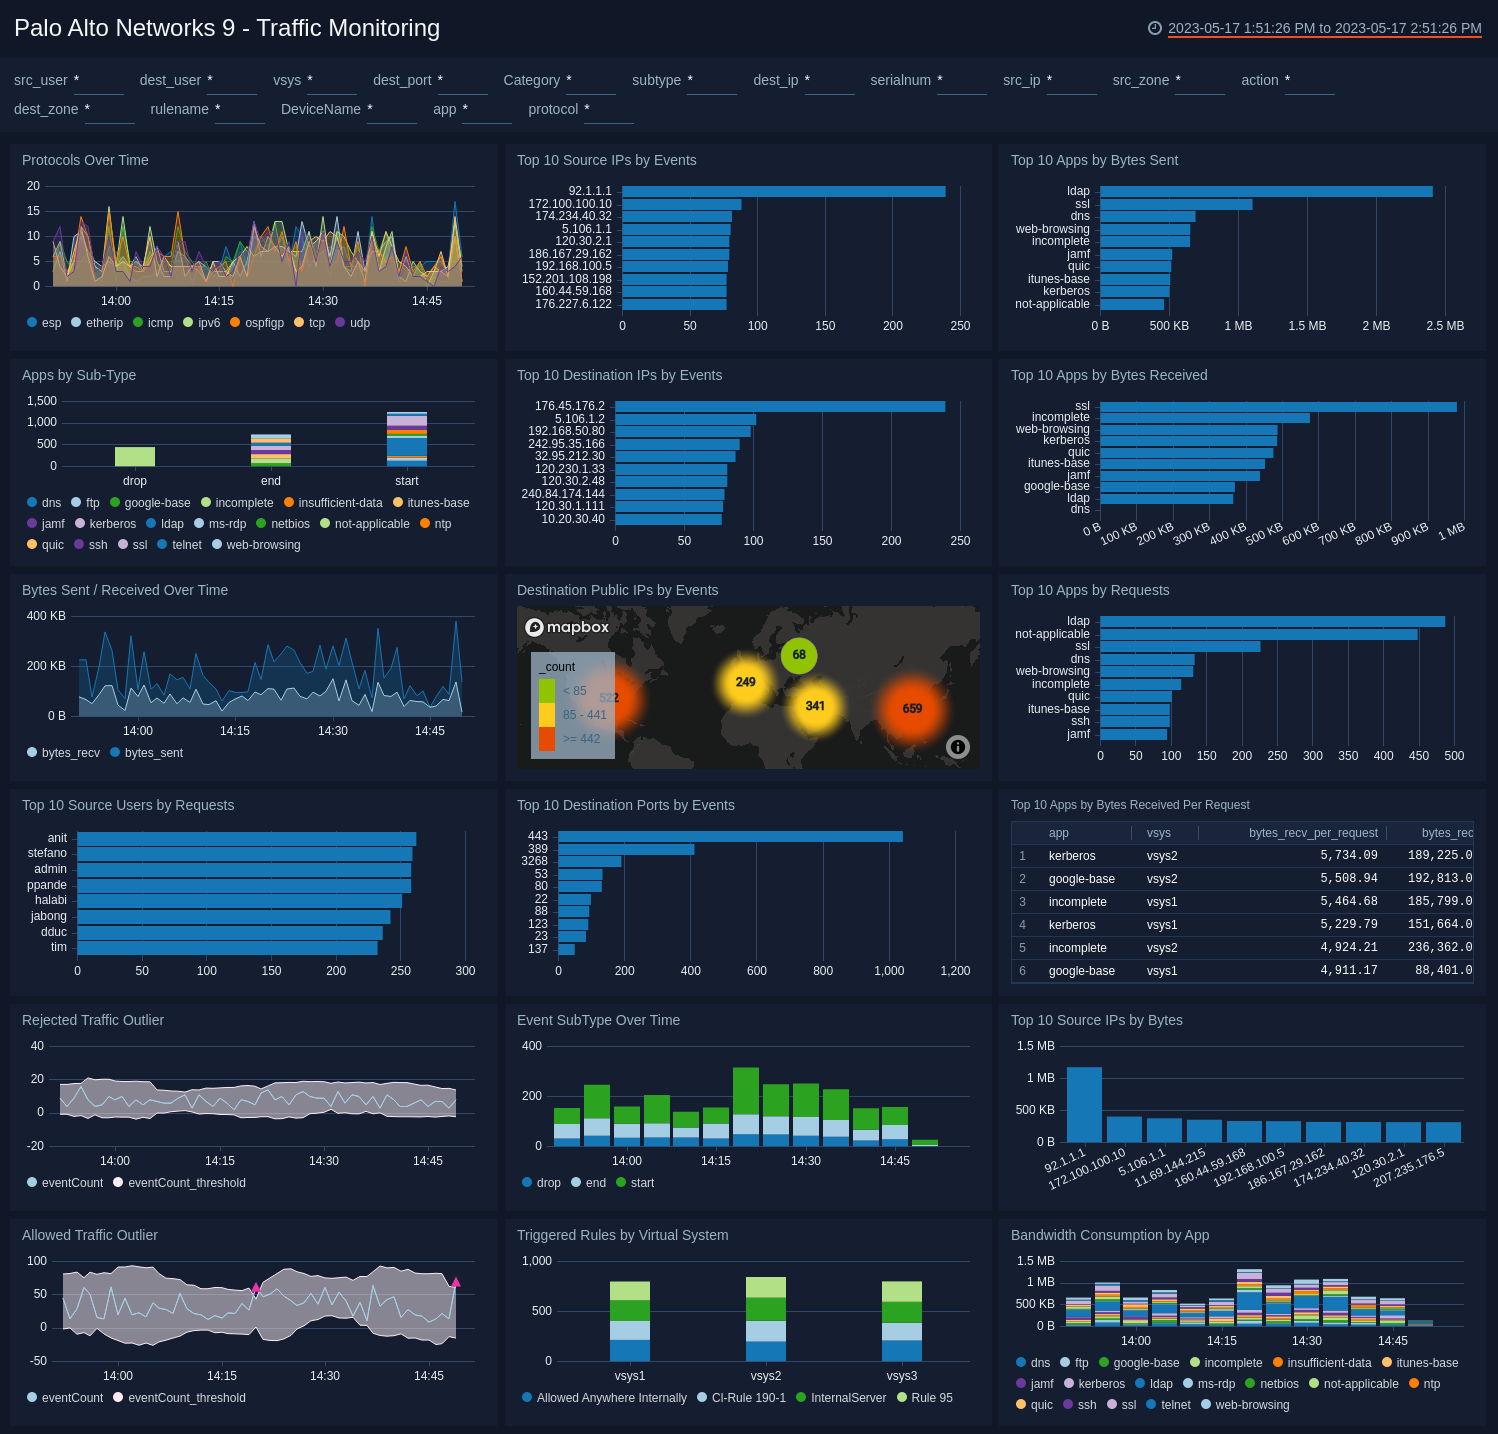 Palo Alto Networks 9 - Traffic Monitoring
2023-05-17 1:51:26 PM to 2023-05-17 2:51:26 PM
src_user * dest_user * vsys * dest_port * Category * subtype * dest_ip * serialnum * src_ip * src_zone * action *
dest_zone * rulename * DeviceName * app * protocol *
Protocols Over Time
20
15
10
5
0
14:00 14:15 14:30 14:45
esp etherip icmp ipv6 ospfigp tcp udp
Top 10 Source IPs by Events
92.1.1.1
172.100.100.10
174.234.40.32
5.106.1.1
120.30.2.1
186.167.29.162
192.168.100.5
152.201.108.198
160.44.59.168
176.227.6.122
0 50 100 150 200 250
Top 10 Apps by Bytes Sent
ldap
ssl
dns
web-browsing
incomplete
jamf
quic
itunes-base
kerberos
not-applicable
0 B 500 KB 1 MB 1.5 MB 2 MB 2.5 MB
Apps by Sub-Type
1,500
1,000
500
0
drop end start
dns ftp google-base incomplete insufficient-data itunes-base
jamf kerberos ldap ms-rdp netbios not-applicable ntp
quic ssh ssl telnet web-browsing
Top 10 Destination IPs by Events
176.45.176.2
5.106.1.2
192.168.50.80
242.95.35.166
32.95.212.30
120.230.1.33
120.30.2.48
240.84.174.144
120.30.1.111
10.20.30.40
0 50 100 150 200 250
Top 10 Apps by Bytes Received
ssl
incomplete
web-browsing
kerberos
quic
itunes-base
jamf
google-base
ldap
dns
0 B 100 KB 200 KB 300 KB 400 KB 500 KB 600 KB 700 KB 800 KB 900 KB 1 MB
Bytes Sent / Received Over Time
400 KB
200 KB
0 B
14:00 14:15 14:30 14:45
bytes_recv bytes_sent
Destination Public IPs by Events
mapbox
_count
< 85
85 - 441
>= 442
522
249
68
341
659
Top 10 Apps by Requests
ldap
not-applicable
ssl
dns
web-browsing
incomplete
quic
itunes-base
ssh
jamf
0 50 100 150 200 250 300 350 400 450 500
Top 10 Source Users by Requests
anit
stefano
admin
ppande
halabi
jabong
dduc
tim
0 50 100 150 200 250 300
Top 10 Destination Ports by Events
443
389
3268
53
80
22
88
123
23
137
0 200 400 600 800 1,000 1,200
Top 10 Apps by Bytes Received Per Request
app vsys bytes_recv_per_request bytes_rec
1 kerberos vsys2 5,734.09 189,225.0
2 google-base vsys2 5,508.94 192,813.0
3 incomplete vsys1 5,464.68 185,799.0
4 kerberos vsys1 5,229.79 151,664.0
5 incomplete vsys2 4,924.21 236,362.0
6 google-base vsys1 4,911.17 88,401.0
Rejected Traffic Outlier
40
20
0
-20
14:00 14:15 14:30 14:45
eventCount eventCount_threshold
Event SubType Over Time
400
200
0
14:00 14:15 14:30 14:45
drop end start
Top 10 Source IPs by Bytes
1.5 MB
1 MB
500 KB
0 B
92.1.1.1 172.100.100.10 5.106.1.1 11.69.144.215 160.44.59.168 192.168.100.5 186.167.29.162 174.234.40.32 120.30.2.1 207.235.176.5
Allowed Traffic Outlier
100
50
0
-50
14:00 14:15 14:30 14:45
eventCount eventCount_threshold
Triggered Rules by Virtual System
1,000
500
0
vsys1 vsys2 vsys3
Allowed Anywhere Internally Cl-Rule 190-1 InternalServer Rule 95
Bandwidth Consumption by App
1.5 MB
1 MB
500 KB
0 B
14:00 14:15 14:30 14:45
dns ftp google-base incomplete insufficient-data itunes-base
jamf kerberos ldap ms-rdp netbios not-applicable ntp
quic ssh ssl telnet web-browsing